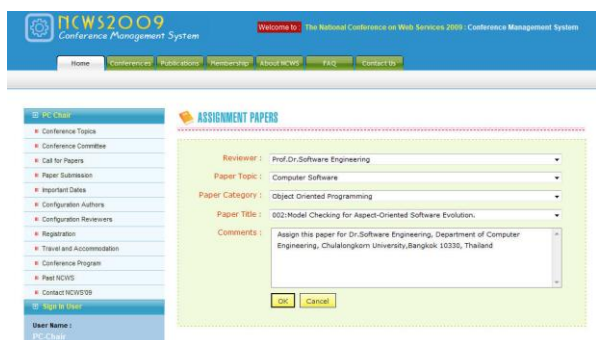 NCWS2009
Conference Management System
Welcome to The National Conference on Web Services 2009 : Conference Management System
Home Conferences Publications Membership About NCWS FAQ Contact Us
PC Chair
Conference Topics
Conference Committee
Call for Papers
Paper Submission
Important Dates
Configuration Authors
Configuration Reviewers
Registration
Travel and Accommodation
Conference Program
Past NCWS
Contact NCWS'09
Sign In User
User Name :
PC Chair
ASSIGNMENT PAPERS
Reviewer : Prof.Dr.Software Engineering
Paper Topic : Computer Software
Paper Category : Object Oriented Programming
Paper Title : 002:Model Checking for Aspect-Oriented Software Evolution.
Comments : Assign this paper for Dr.Software Engineering, Department of Computer
Engineering, Chulalongkorn University,Bangkok 10330, Thailand
OK Cancel